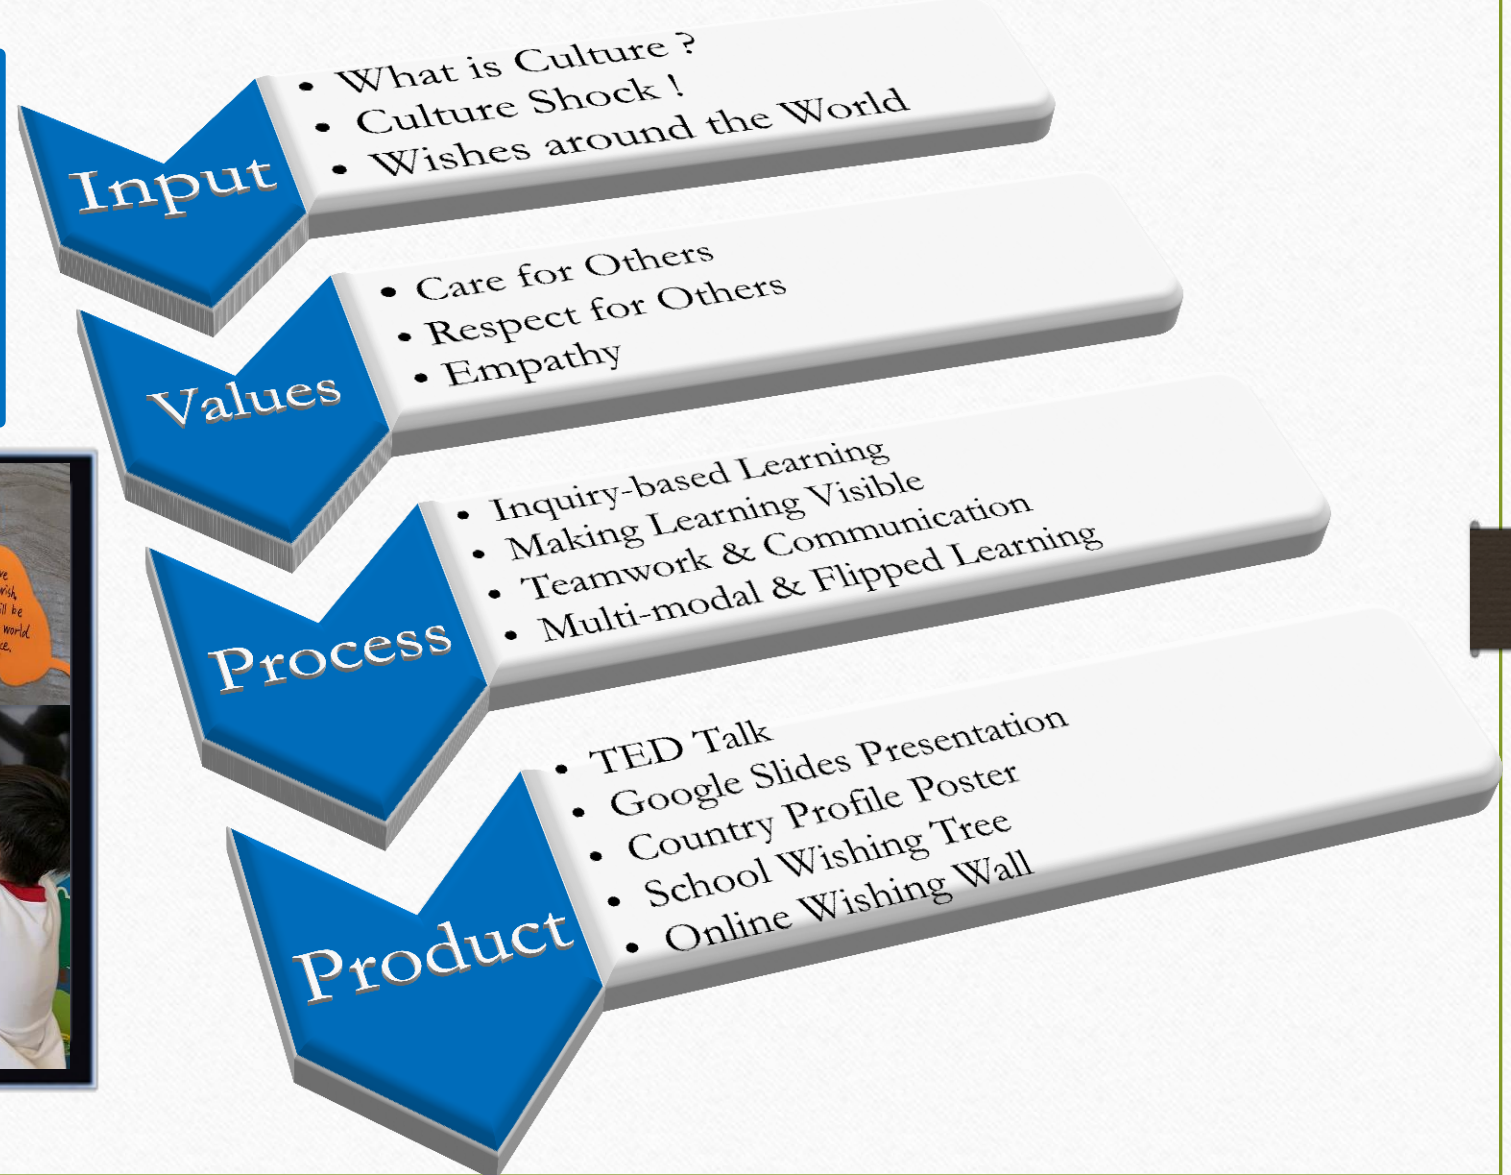 Input
• What is Culture ?
• Culture Shock !
• Wishes around the World
Values
• Care for Others
• Respect for Others
• Empathy
Process
• Inquiry-based Learning
• Making Learning Visible
• Teamwork & Communication
• Multi-modal & Flipped Learning
Product
• TED Talk
• Google Slides Presentation
• Country Profile Poster
• School Wishing Tree
• Online Wishing Wall
be
world